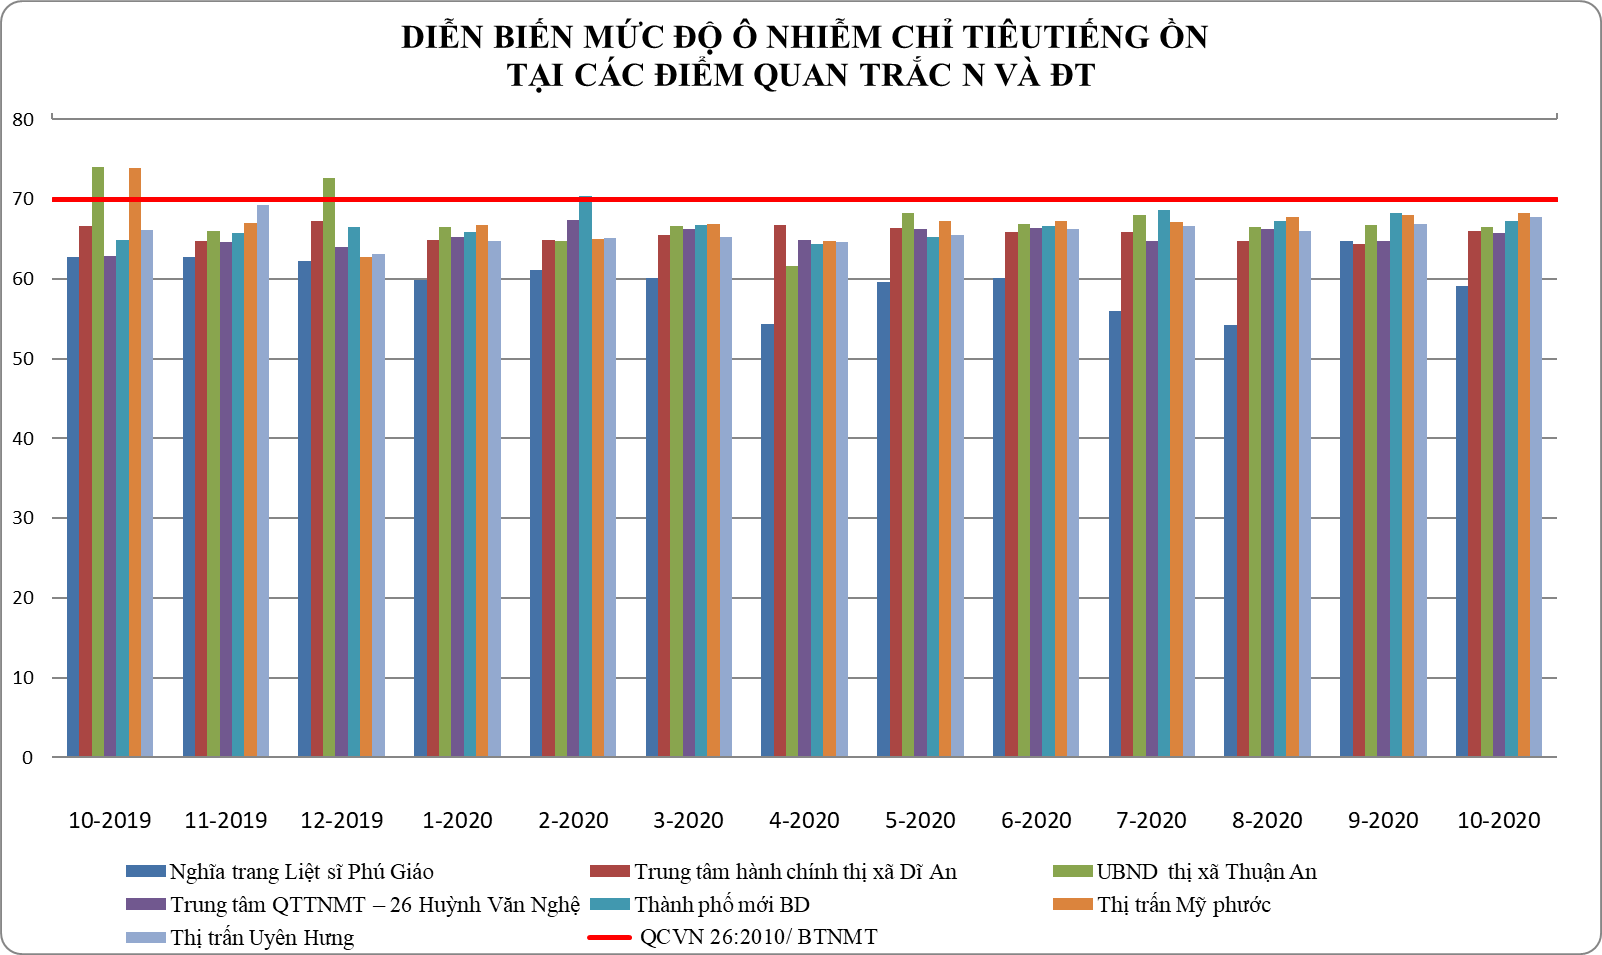 DIỄN BIẾN MỨC ĐỘ Ô NHIỄM CHỈ TIÊUTIẾNG ỒN
TẠI CÁC ĐIỂM QUAN TRẮC N VÀ ĐT
80
70
60
50
40
30
20
10
0
10-2019 11-2019 12-2019 1-2020 2-2020 3-2020 4-2020 5-2020 6-2020 7-2020 8-2020 9-2020 10-2020
Nghĩa trang Liệt sĩ Phú Giáo Trung tâm hành chính thị xã Dĩ An UBND thị xã Thuận An
Trung tâm QTTNMT – 26 Huỳnh Văn Nghệ Thành phố mới BD Thị trấn Mỹ phước
Thị trấn Uyên Hưng QCVN 26:2010/ BTNMT